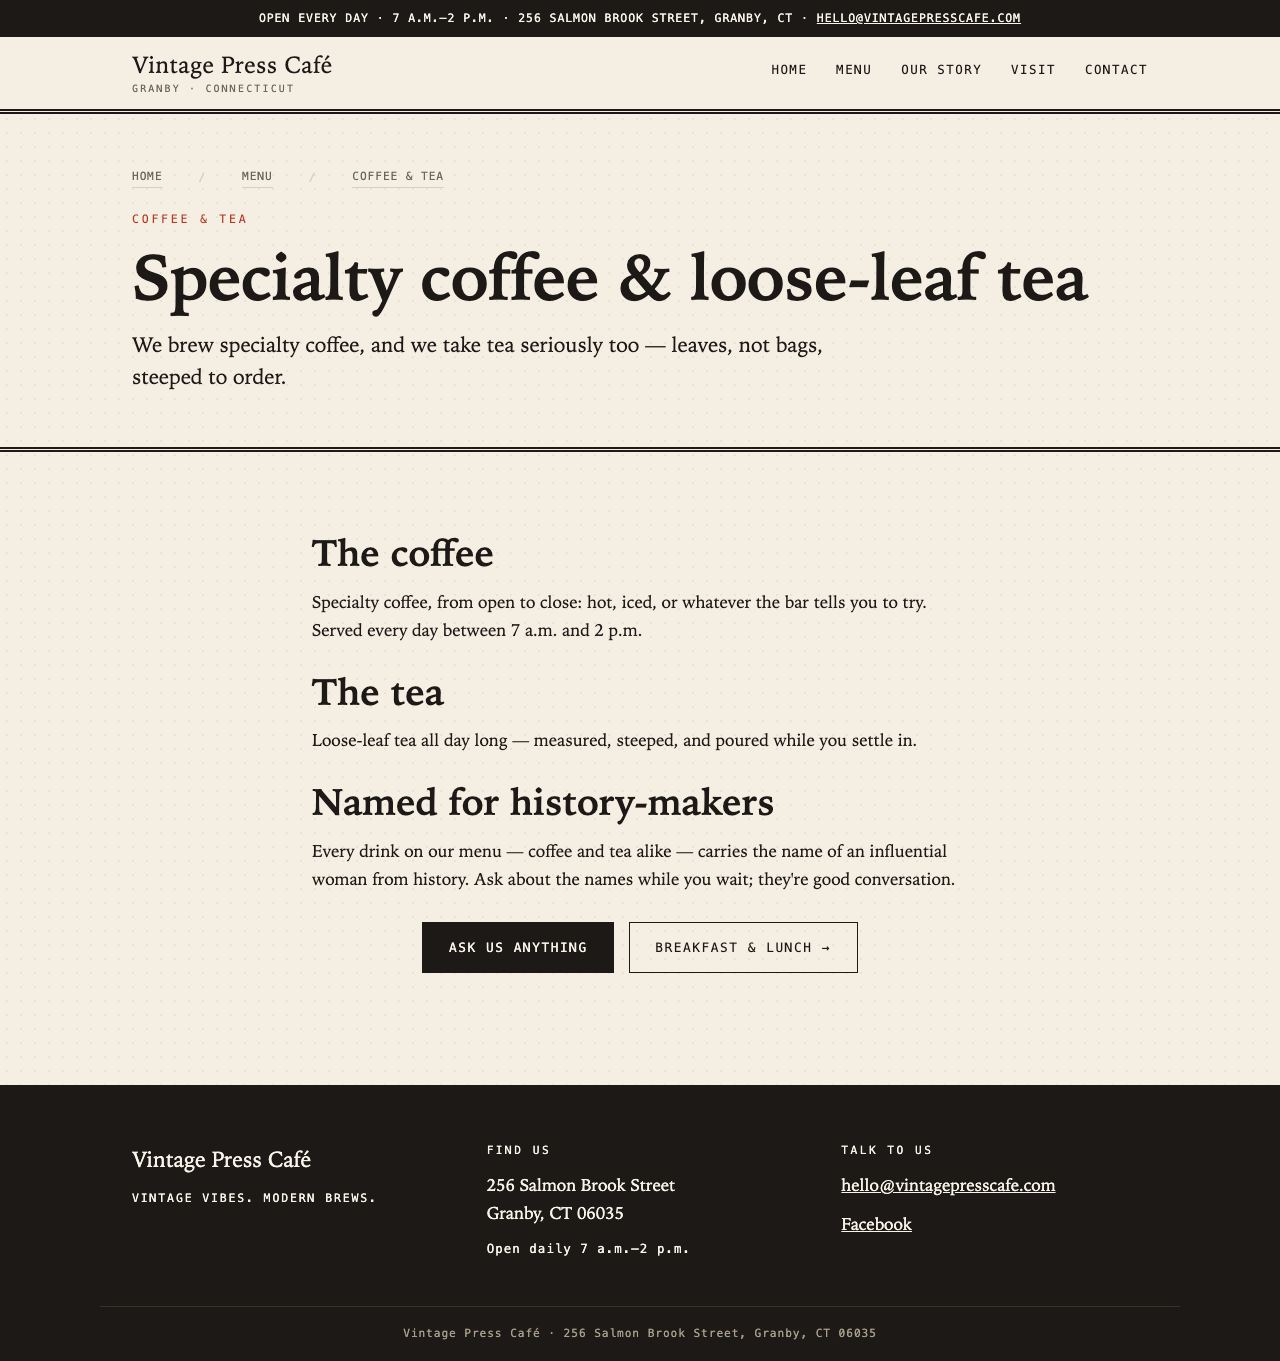 OPEN EVERY DAY · 7 A.M.–2 P.M. · 256 SALMON BROOK STREET, GRANBY, CT · HELLO@VINTAGEPRESSCAFE.COM
Vintage Press Café
GRANBY · CONNECTICUT
HOME MENU OUR STORY VISIT CONTACT
HOME / MENU / COFFEE & TEA
COFFEE & TEA
Specialty coffee & loose-leaf tea
We brew specialty coffee, and we take tea seriously too — leaves, not bags,
steeped to order.
The coffee
Specialty coffee, from open to close: hot, iced, or whatever the bar tells you to try.
Served every day between 7 a.m. and 2 p.m.
The tea
Loose-leaf tea all day long — measured, steeped, and poured while you settle in.
Named for history-makers
Every drink on our menu — coffee and tea alike — carries the name of an influential
woman from history. Ask about the names while you wait; they're good conversation.
ASK US ANYTHING
BREAKFAST & LUNCH →
Vintage Press Café
VINTAGE VIBES. MODERN BREWS.
FIND US
256 Salmon Brook Street
Granby, CT 06035
Open daily 7 a.m.–2 p.m.
TALK TO US
hello@vintagepresscafe.com
Facebook
Vintage Press Café · 256 Salmon Brook Street, Granby, CT 06035